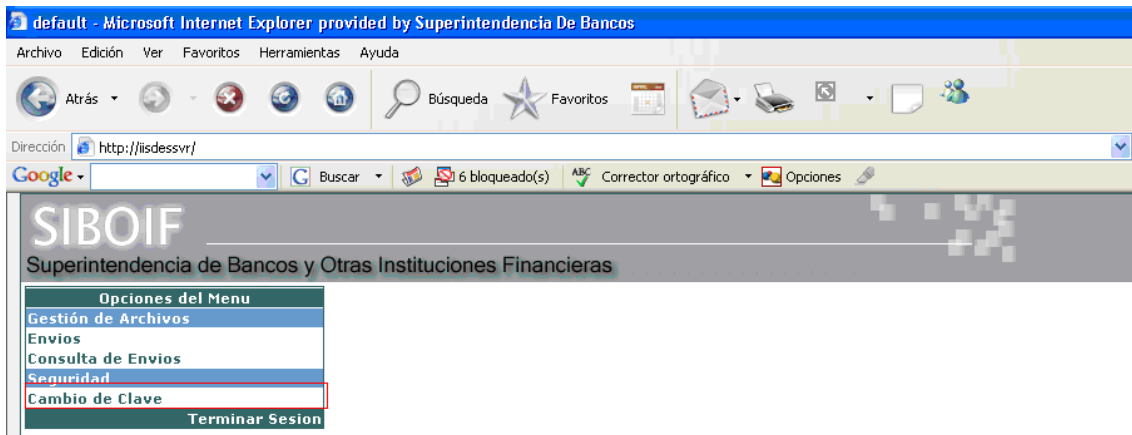 default - Microsoft Internet Explorer provided by Superintendencia De Bancos
Archivo Edición Ver Favoritos Herramientas Ayuda
Atrás Búsqueda Favoritos
Dirección http://iisdessvr/
Google G Buscar 6 bloqueado(s) ABC Corrector ortográfico Opciones
SIBOIF
Superintendencia de Bancos y Otras Instituciones Financieras
Opciones del Menu
Gestión de Archivos
Envios
Consulta de Envios
Seguridad
Cambio de Clave
Terminar Sesion